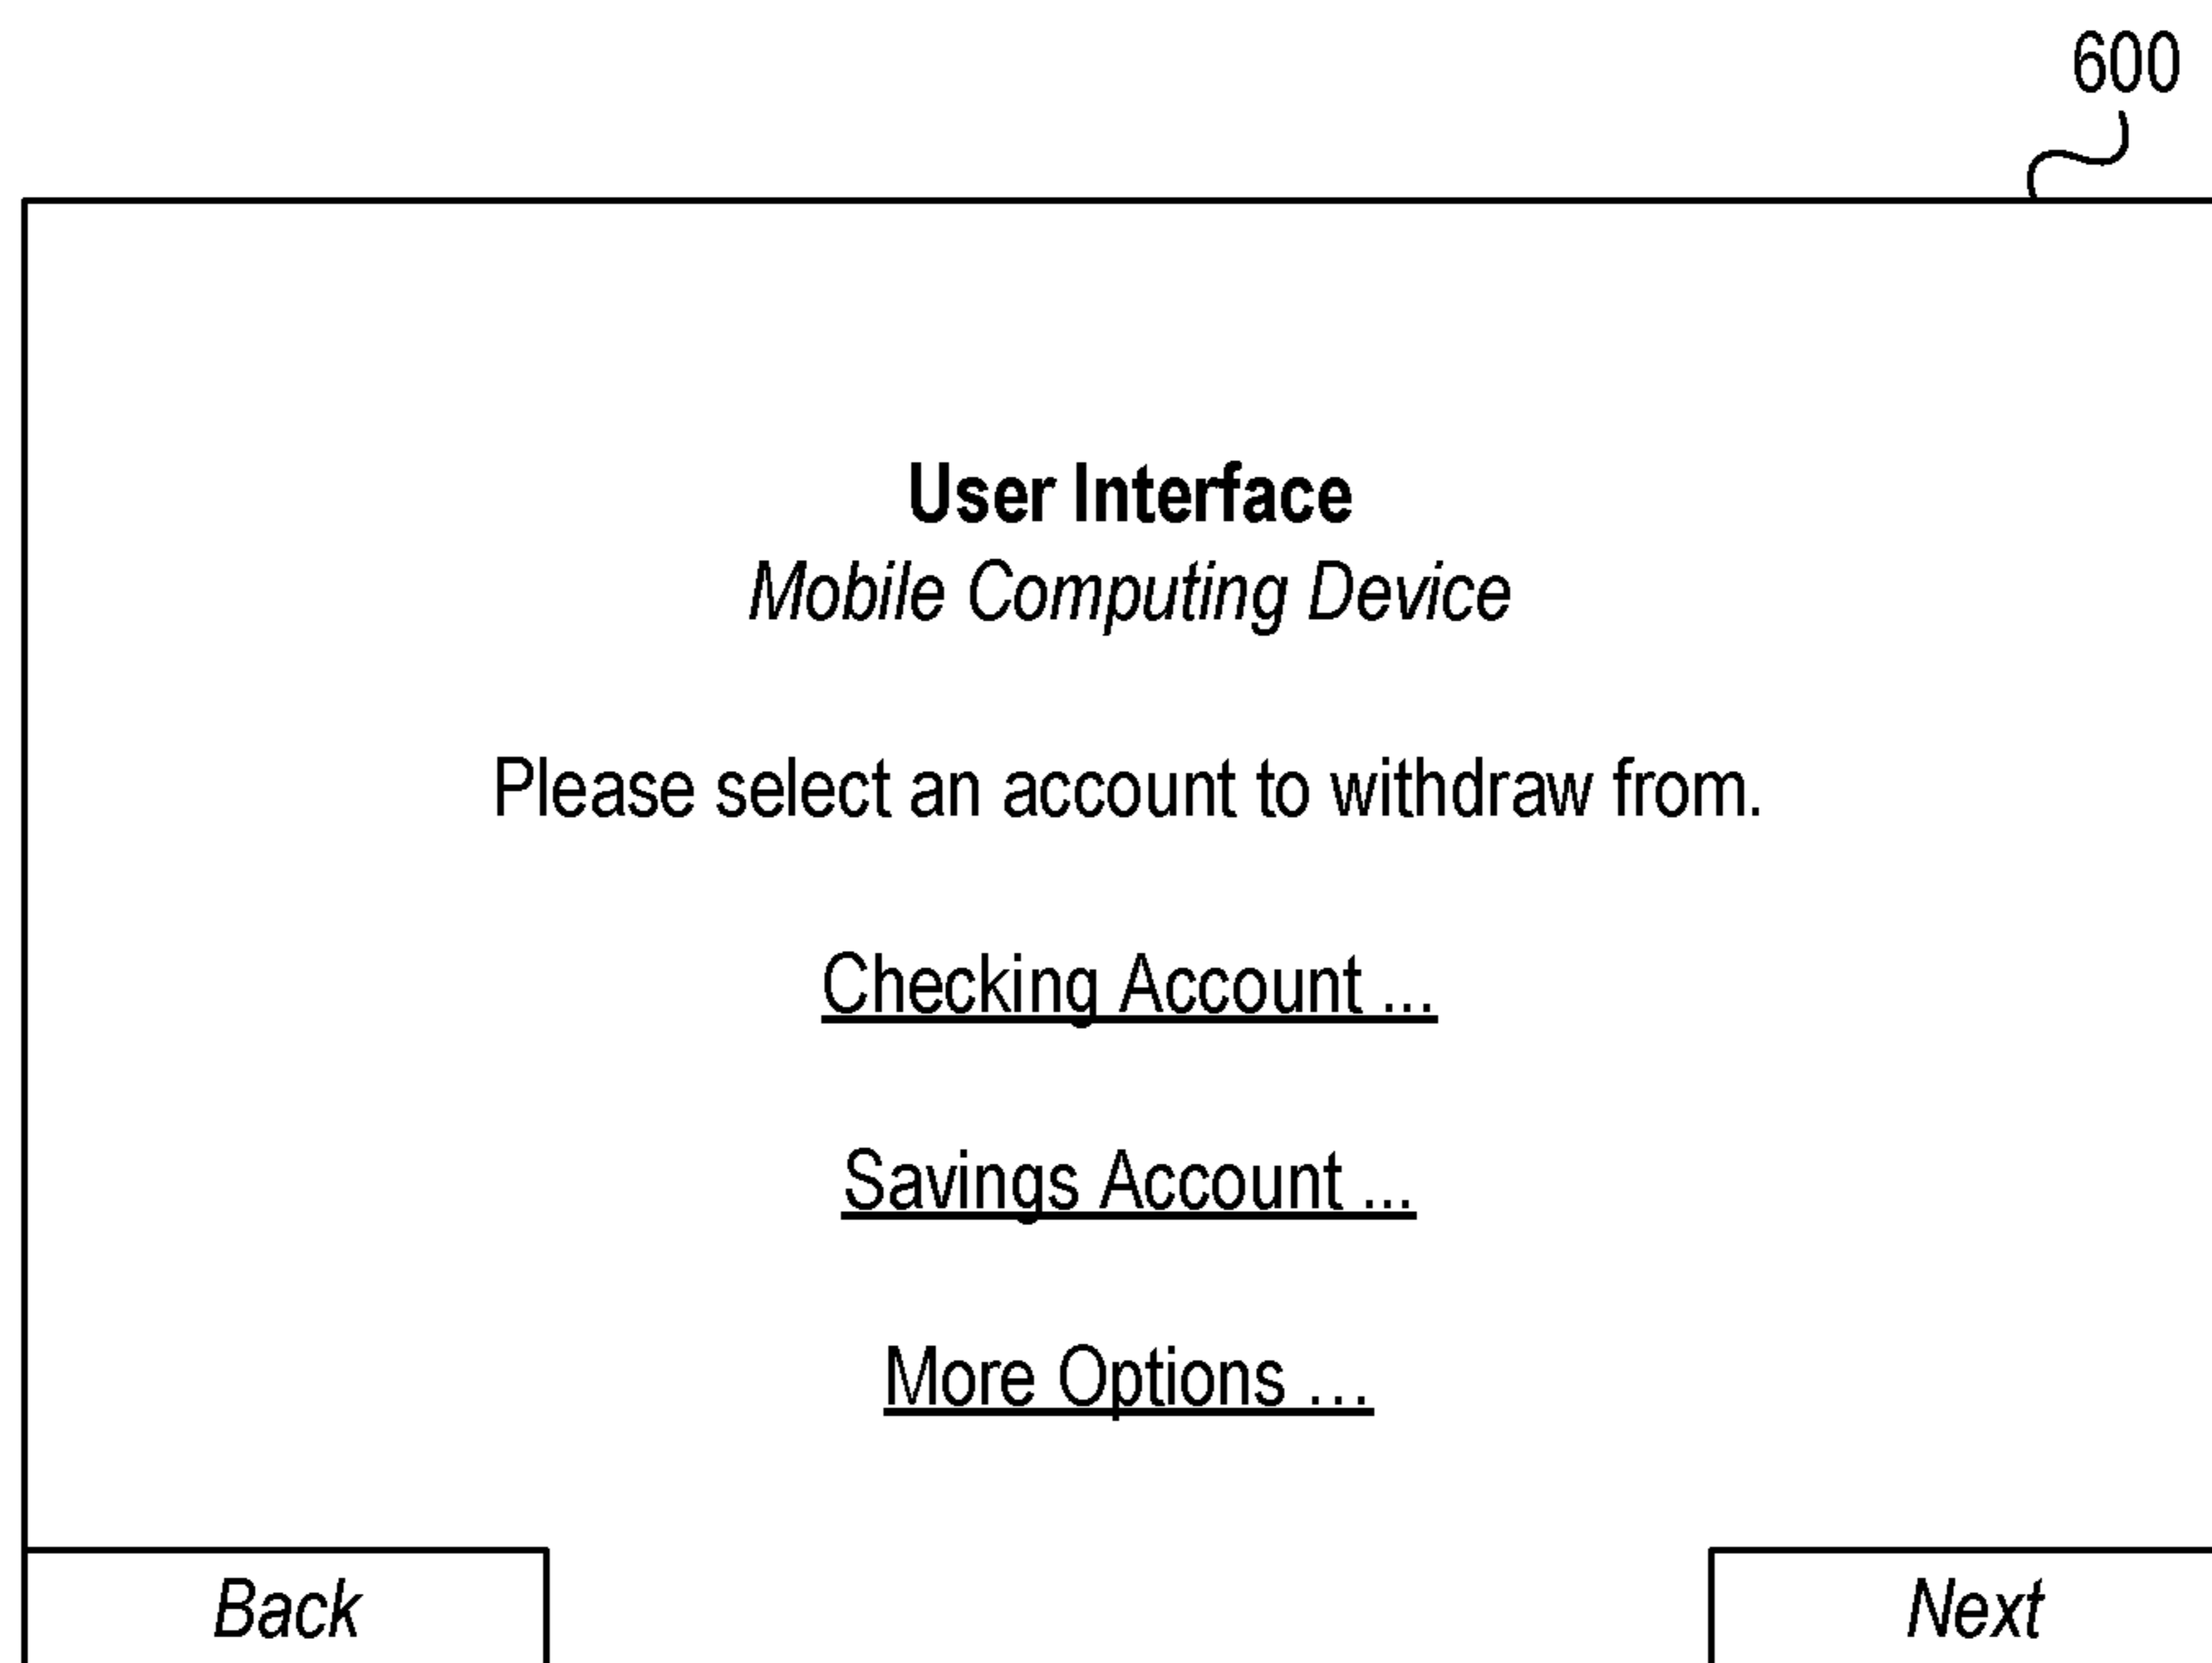 600
User Interface
Mobile Computing Device
Please select an account to withdraw from.
Checking Account ...
Savings Account ...
More Options ...
Back
Next